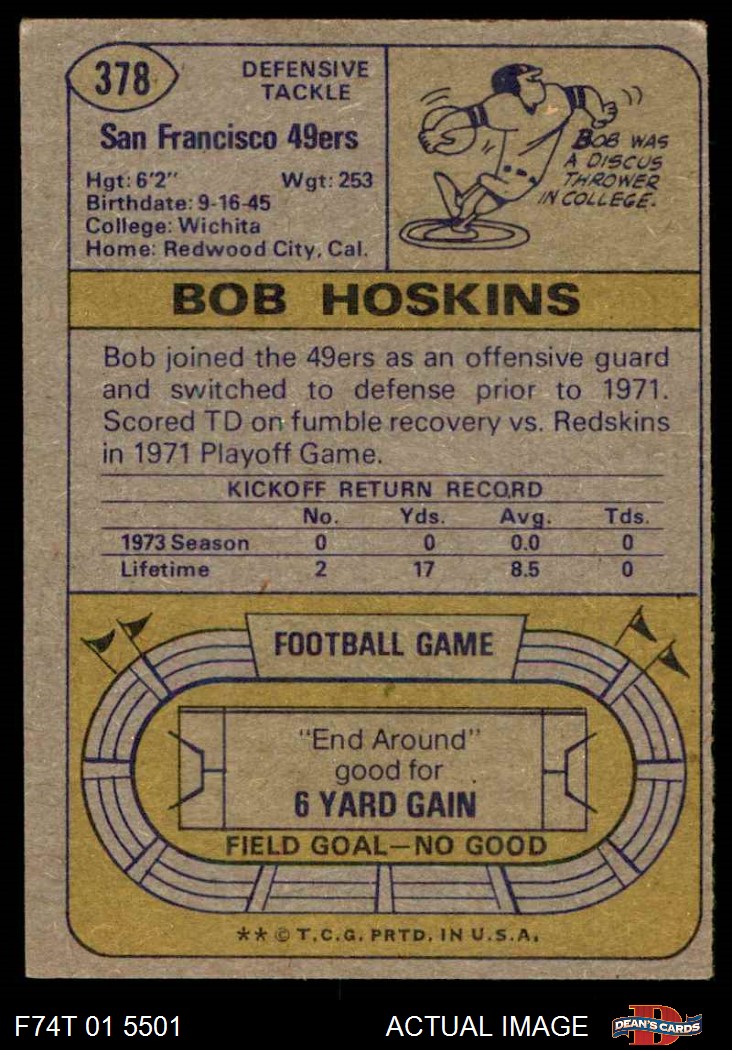 378
DEFENSIVE
TACKLE
San Francisco 49ers
Hgt: 6'2" Wgt: 253
Birthdate: 9-16-45
College: Wichita
Home: Redwood City, Cal.
BOB WAS
A DISCUS
THROWER
IN COLLEGE.
BOB HOSKINS
Bob joined the 49ers as an offensive guard
and switched to defense prior to 1971.
Scored TD on fumble recovery vs. Redskins
in 1971 Playoff Game.
KICKOFF RETURN RECORD
No. Yds. Avg. Tds.
1973 Season 0 0 0.0 0
Lifetime 2 17 8.5 0
FOOTBALL GAME
"End Around"
good for
6 YARD GAIN
FIELD GOAL—NO GOOD
** © T.C.G. PRTD. IN U.S.A.
F74T 01 5501 ACTUAL IMAGE
D
DEAN'S CARDS